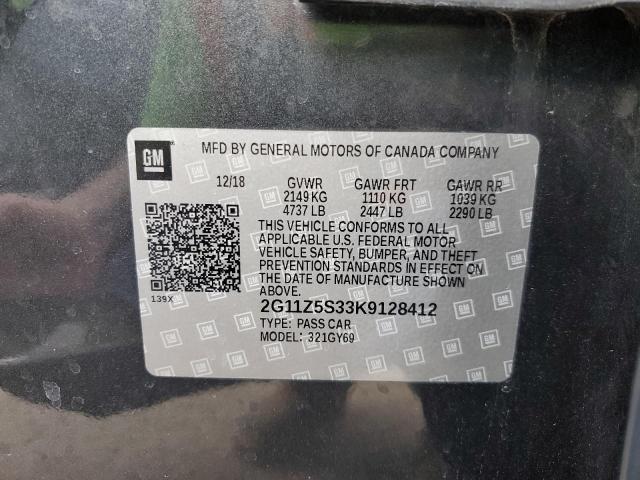 GM
MFD BY GENERAL MOTORS OF CANADA COMPANY
12/18 GVWR GAWR FRT GAWR RR
2149 KG 1110 KG 1039 KG
4737 LB 2447 LB 2290 LB
THIS VEHICLE CONFORMS TO ALL
APPLICABLE U.S. FEDERAL MOTOR
VEHICLE SAFETY, BUMPER, AND THEFT
PREVENTION STANDARDS IN EFFECT ON
THE DATE OF MANUFACTURE SHOWN
ABOVE.
139X
2G11Z5S33K9128412
TYPE: PASS CAR
MODEL: 321GY69